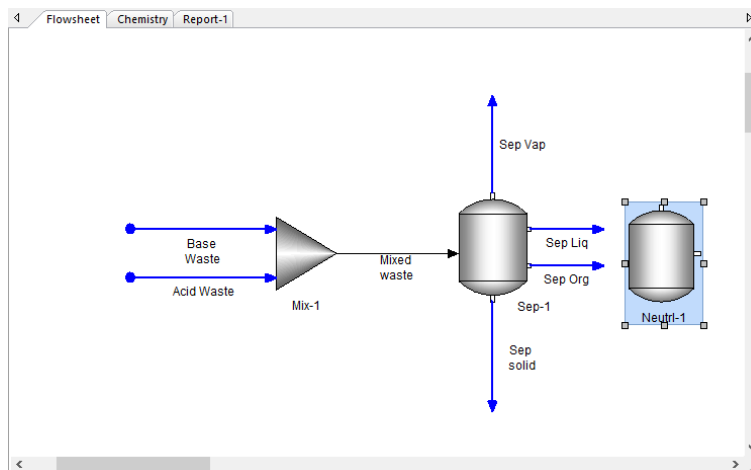 Flowsheet Chemistry Report-1
Sep Vap
Base
Waste
Acid Waste
Mix-1
Mixed
waste
Sep Liq
Sep Org
Sep-1
Neutrl-1
Sep
solid